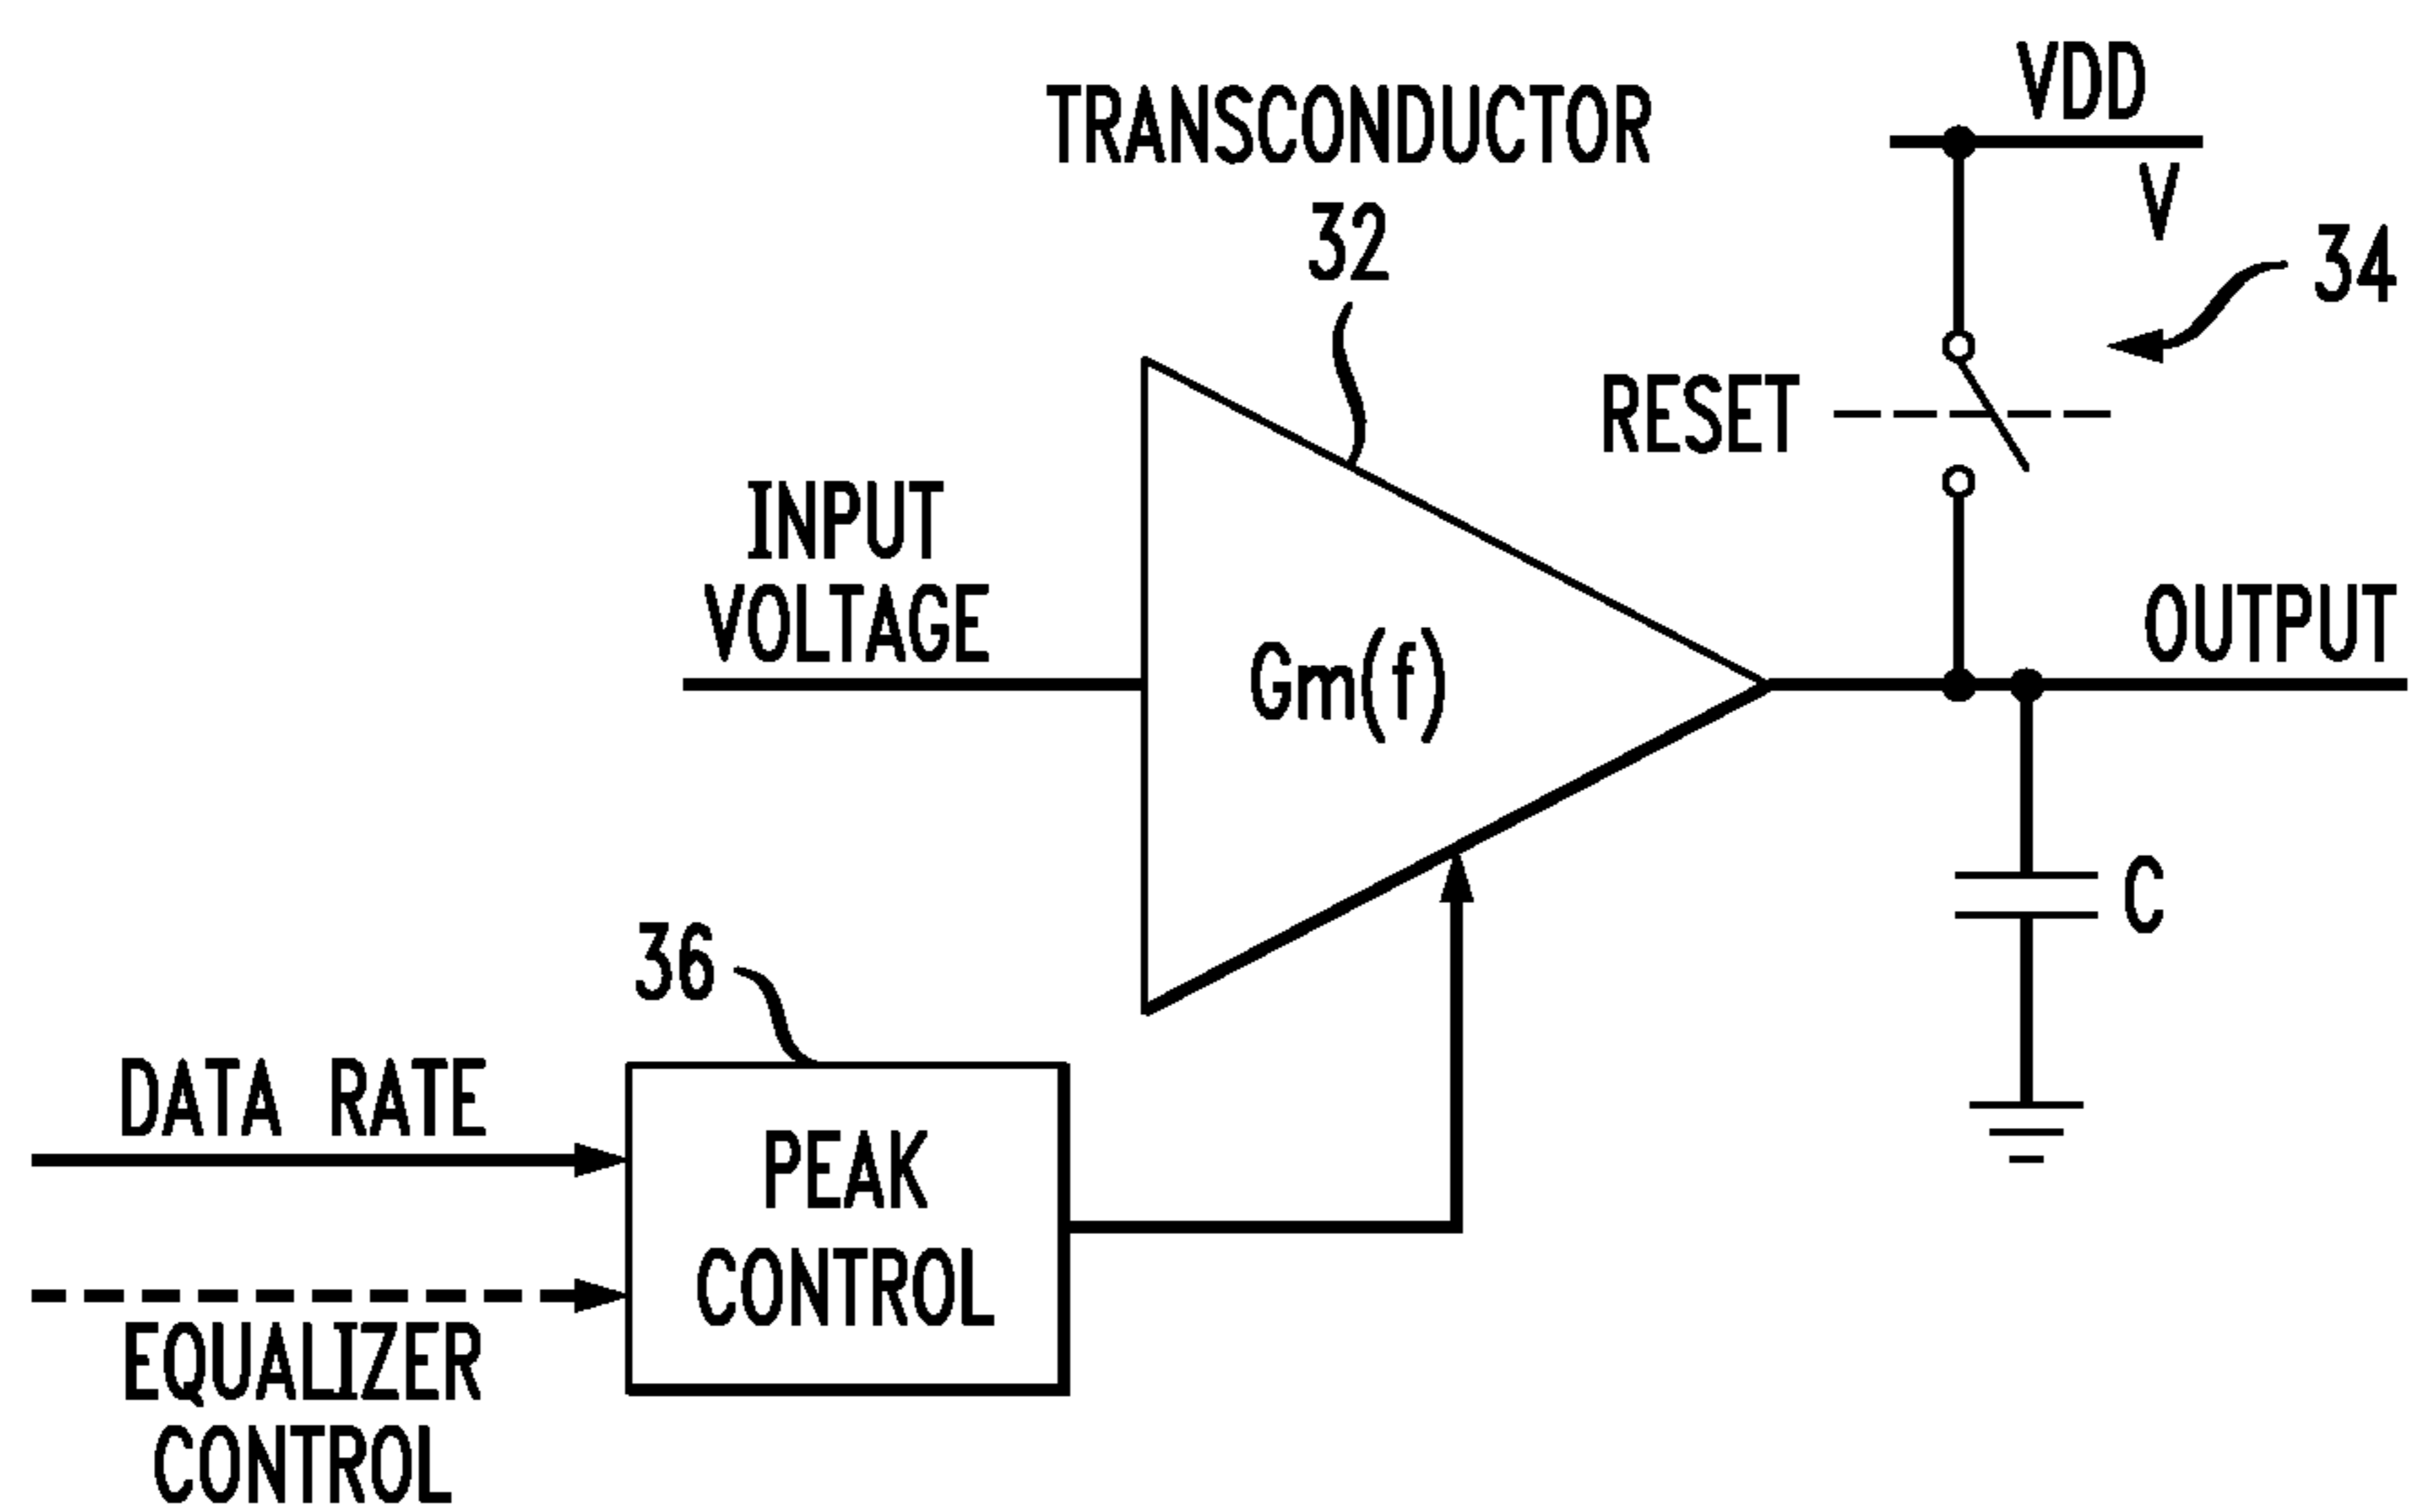 VDD
TRANSCONDUCTOR
V
32
34
RESET
INPUT
VOLTAGE
OUTPUT
Gm(f)
C
36
DATA RATE
PEAK
CONTROL
EQUALIZER
CONTROL